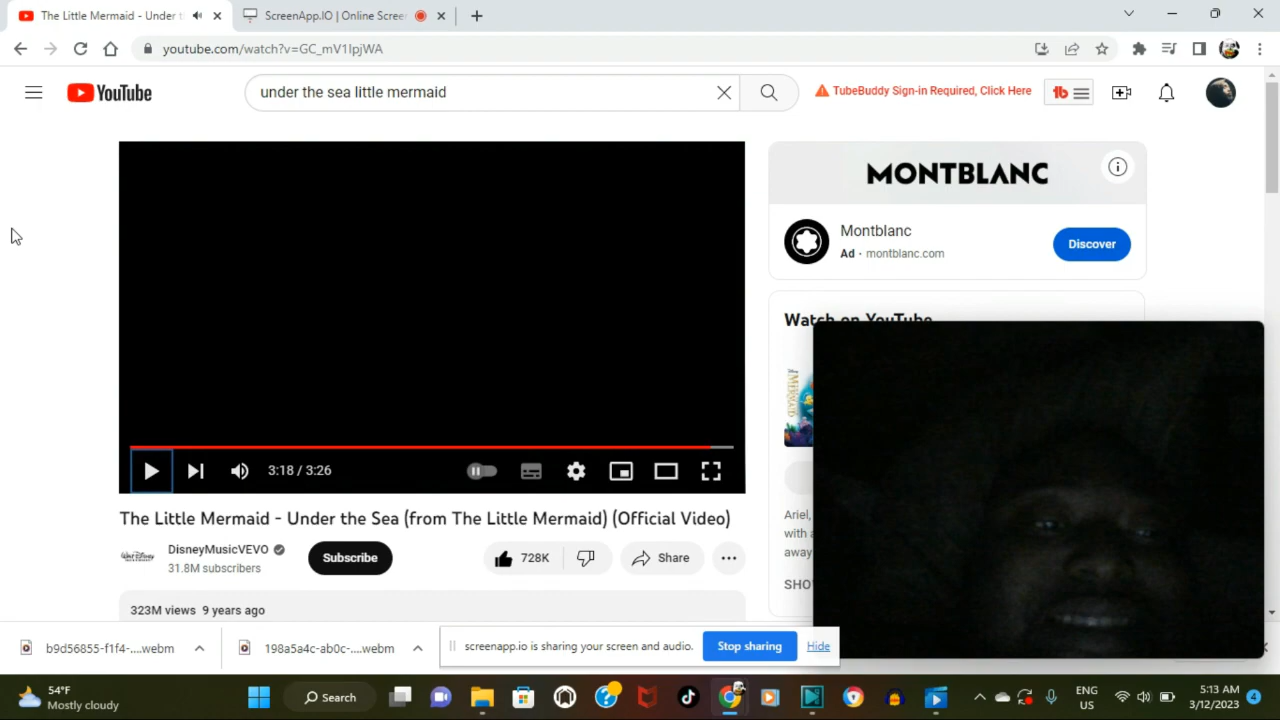 The Little Mermaid - Under t
ScreenApp.IO | Online Scree
youtube.com/watch?v=GC_mV1IpjWA
YouTube
under the sea little mermaid
TubeBuddy Sign-in Required, Click Here
tb
MONTBLANC
Montblanc
Ad · montblanc.com
Discover
Watch on YouTube
MERMAID
3:18 / 3:26
The Little Mermaid - Under the Sea (from The Little Mermaid) (Official Video)
DisneyMusicVEVO
31.8M subscribers
Subscribe
728K
Share
Ariel,
with a
away
SHO
323M views 9 years ago
b9d56855-f1f4-....webm
198a5a4c-ab0c-....webm
screenapp.io is sharing your screen and audio.
Stop sharing
Hide
54°F
Mostly cloudy
Search
ENG
US
5:13 AM
3/12/2023
4